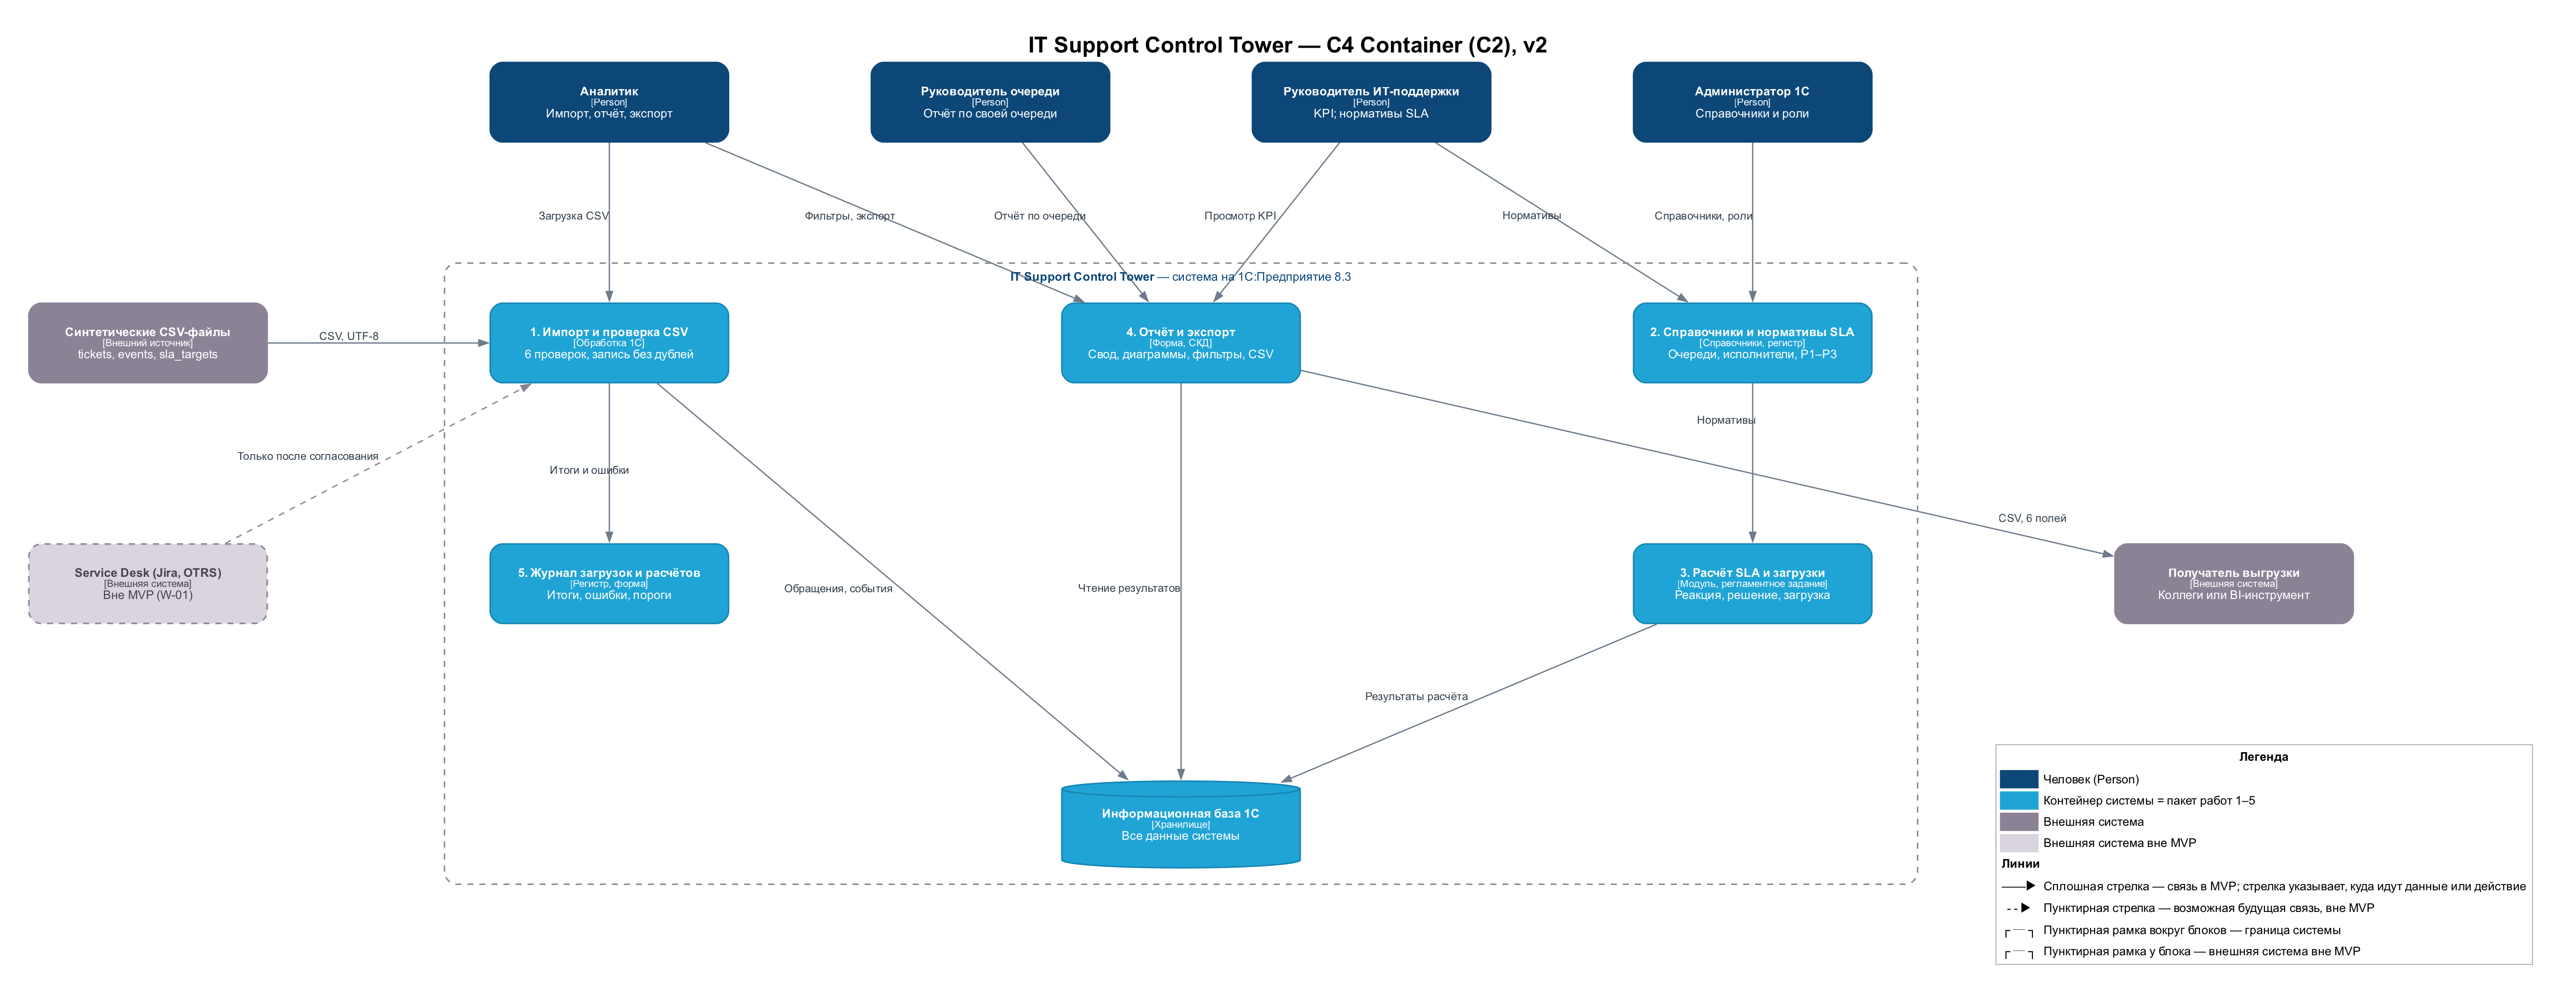 IT Support Control Tower — C4 Container (C2), v2
Аналитик
[Person]
Импорт, отчёт, экспорт
Руководитель очереди
[Person]
Отчёт по своей очереди
Руководитель ИТ-поддержки
[Person]
KPI; нормативы SLA
Администратор 1С
[Person]
Справочники и роли
Загрузка CSV
Фильтры, экспорт
Отчёт по очереди
Просмотр KPI
Нормативы
Справочники, роли
IT Support Control Tower — система на 1С:Предприятие 8.3
Синтетические CSV-файлы
[Внешний источник]
tickets, events, sla_targets
CSV, UTF-8
1. Импорт и проверка CSV
[Обработка 1С]
6 проверок, запись без дублей
4. Отчёт и экспорт
[Форма, СКД]
Свод, диаграммы, фильтры, CSV
2. Справочники и нормативы SLA
[Справочники, регистр]
Очереди, исполнители, P1–P3
Нормативы
Только после согласования
Итоги и ошибки
CSV, 6 полей
Service Desk (Jira, OTRS)
[Внешняя система]
Вне MVP (W-01)
5. Журнал загрузок и расчётов
[Регистр, форма]
Итоги, ошибки, пороги
Обращения, события
Чтение результатов
3. Расчёт SLA и загрузки
[Модуль, регламентное задание]
Реакция, решение, загрузка
Получатель выгрузки
[Внешняя система]
Коллеги или BI-инструмент
Результаты расчёта
Информационная база 1С
[Хранилище]
Все данные системы
Легенда
Человек (Person)
Контейнер системы = пакет работ 1–5
Внешняя система
Внешняя система вне MVP
Линии
Сплошная стрелка — связь в MVP; стрелка указывает, куда идут данные или действие
Пунктирная стрелка — возможная будущая связь, вне MVP
Пунктирная рамка вокруг блоков — граница системы
Пунктирная рамка у блока — внешняя система вне MVP